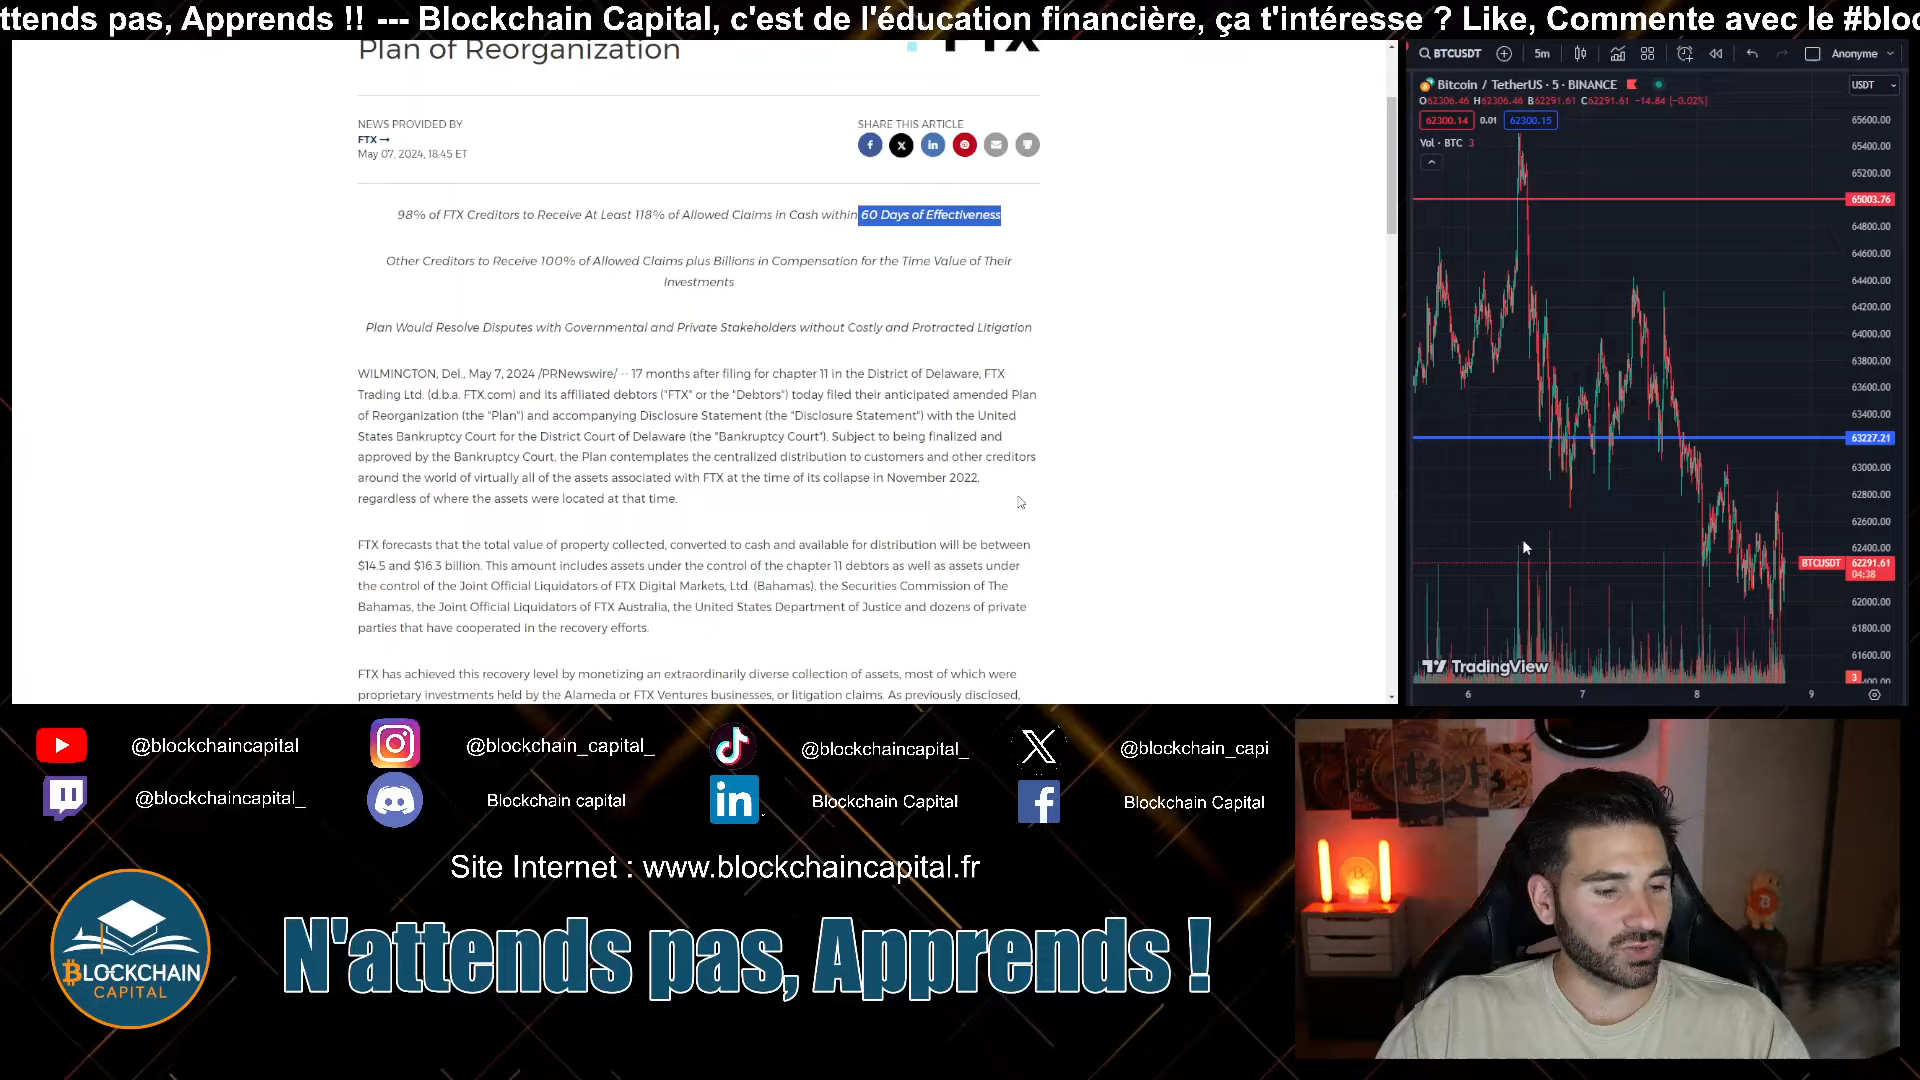 ttends pas, Apprends !! --- Blockchain Capital, c'est de l'éducation financière, ça t'intéresse ? Like, Commente avec le #bloc
Plan of Reorganization
FTX
NEWS PROVIDED BY
FTX →
May 07, 2024, 18:45 ET
SHARE THIS ARTICLE
98% of FTX Creditors to Receive At Least 118% of Allowed Claims in Cash within 60 Days of Effectiveness
Other Creditors to Receive 100% of Allowed Claims plus Billions in Compensation for the Time Value of Their
Investments
Plan Would Resolve Disputes with Governmental and Private Stakeholders without Costly and Protracted Litigation
WILMINGTON, Del., May 7, 2024 /PRNewswire/ -- 17 months after filing for chapter 11 in the District of Delaware, FTX
Trading Ltd. (d.b.a. FTX.com) and its affiliated debtors ("FTX" or the "Debtors") today filed their anticipated amended Plan
of Reorganization (the "Plan") and accompanying Disclosure Statement (the "Disclosure Statement") with the United
States Bankruptcy Court for the District Court of Delaware (the "Bankruptcy Court"). Subject to being finalized and
approved by the Bankruptcy Court, the Plan contemplates the centralized distribution to customers and other creditors
around the world of virtually all of the assets associated with FTX at the time of its collapse in November 2022,
regardless of where the assets were located at that time.
FTX forecasts that the total value of property collected, converted to cash and available for distribution will be between
$14.5 and $16.3 billion. This amount includes assets under the control of the chapter 11 debtors as well as assets under
the control of the Joint Official Liquidators of FTX Digital Markets, Ltd. (Bahamas), the Securities Commission of The
Bahamas, the Joint Official Liquidators of FTX Australia, the United States Department of Justice and dozens of private
parties that have cooperated in the recovery efforts.
FTX has achieved this recovery level by monetizing an extraordinarily diverse collection of assets, most of which were
proprietary investments held by the Alameda or FTX Ventures businesses, or litigation claims. As previously disclosed,
BTCUSDT 5m Anonyme
Bitcoin / TetherUS · 5 · BINANCE USDT
O62306.46 H62306.46 B62291.61 C62291.61 −14.84 (−0.02%)
62300.14 0.01 62300.15
Vol · BTC 3
65600.00
65400.00
65200.00
65003.76
64800.00
64600.00
64400.00
64200.00
64000.00
63800.00
63600.00
63400.00
63227.21
63000.00
62800.00
62600.00
62400.00
BTCUSDT 62291.61
04:38
62000.00
61800.00
61600.00
3
TradingView
6 7 8 9
@blockchaincapital
@blockchain_capital_
@blockchaincapital_
@blockchain_capi
@blockchaincapital_
Blockchain capital
Blockchain Capital
Blockchain Capital
Site Internet : www.blockchaincapital.fr
BLOCKCHAIN
CAPITAL
N'attends pas, Apprends !